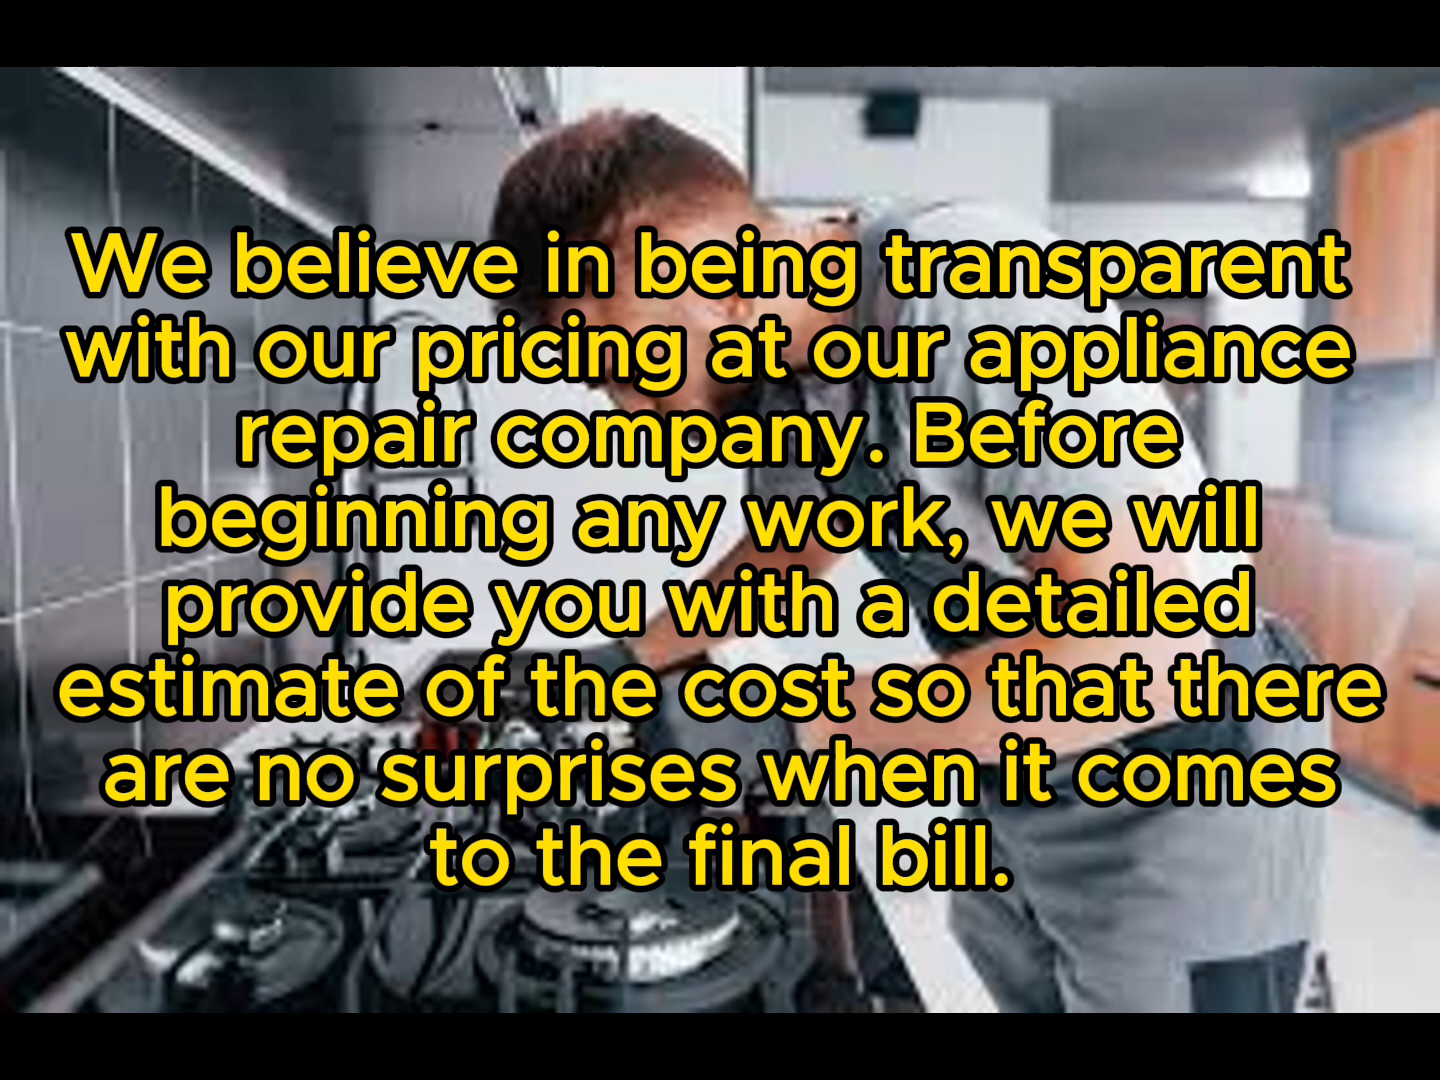 We believe in being transparent
with our pricing at our appliance
repair company. Before
beginning any work, we will
provide you with a detailed
estimate of the cost so that there
are no surprises when it comes
to the final bill.